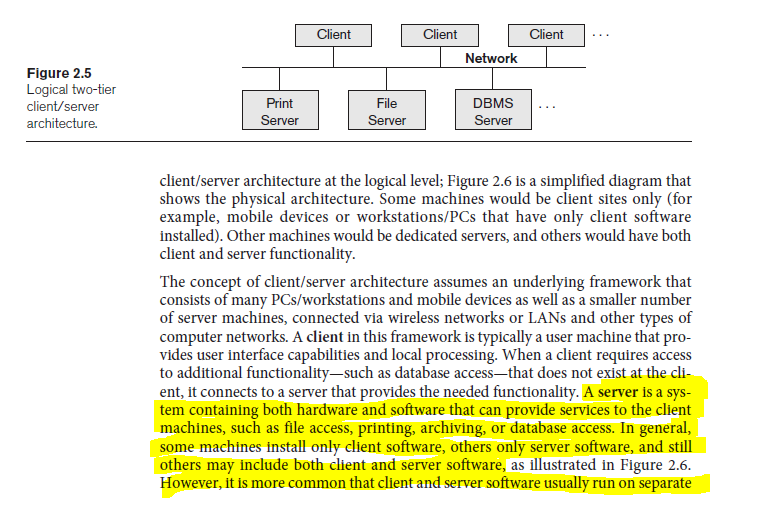 Client
Client
Client
. . .
Network
Figure 2.5
Logical two-tier
client/server
architecture.
Print
Server
File
Server
DBMS
Server
. . .
client/server architecture at the logical level; Figure 2.6 is a simplified diagram that
shows the physical architecture. Some machines would be client sites only (for
example, mobile devices or workstations/PCs that have only client software
installed). Other machines would be dedicated servers, and others would have both
client and server functionality.
The concept of client/server architecture assumes an underlying framework that
consists of many PCs/workstations and mobile devices as well as a smaller number
of server machines, connected via wireless networks or LANs and other types of
computer networks. A client in this framework is typically a user machine that pro-
vides user interface capabilities and local processing. When a client requires access
to additional functionality—such as database access—that does not exist at the cli-
ent, it connects to a server that provides the needed functionality. A server is a sys-
tem containing both hardware and software that can provide services to the client
machines, such as file access, printing, archiving, or database access. In general,
some machines install only client software, others only server software, and still
others may include both client and server software, as illustrated in Figure 2.6.
However, it is more common that client and server software usually run on separate